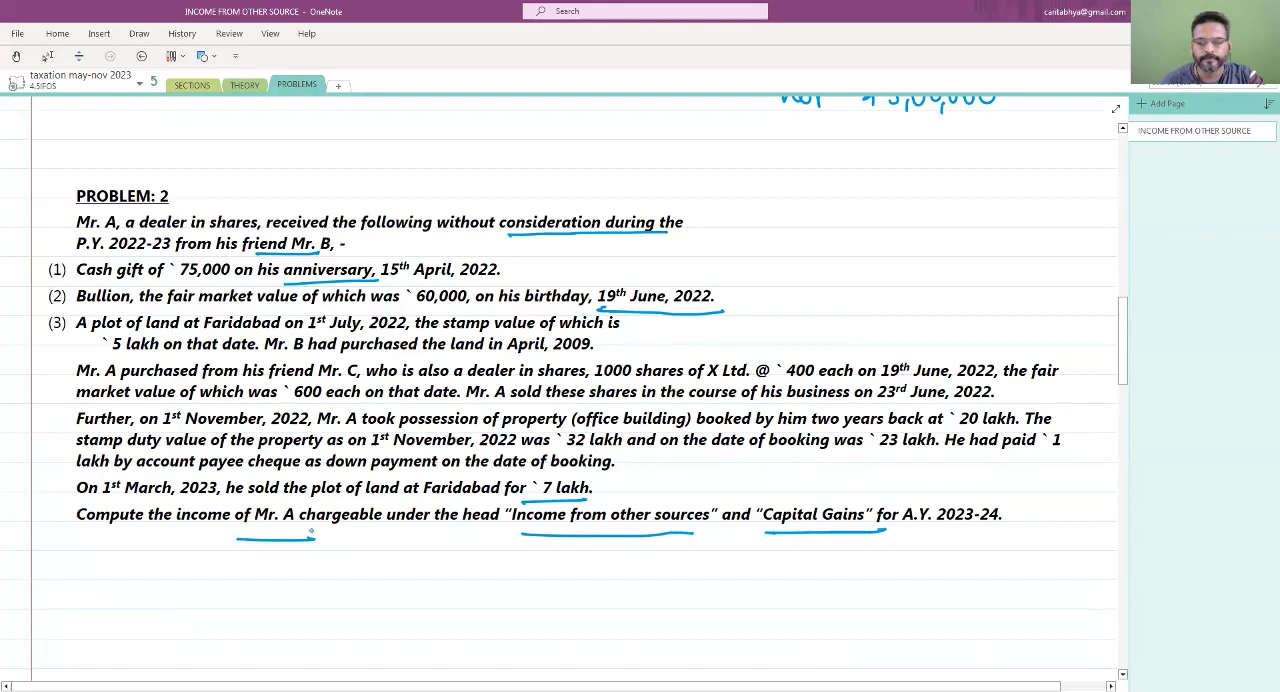 INCOME FROM OTHER SOURCE - OneNote
Search
cantabhya@gmail.com
File Home Insert Draw History Review View Help
taxation may-nov 2023
4.5IFOS
SECTIONS THEORY PROBLEMS
Add Page
INCOME FROM OTHER SOURCE
PROBLEM: 2
Mr. A, a dealer in shares, received the following without consideration during the
P.Y. 2022-23 from his friend Mr. B, -
(1) Cash gift of ` 75,000 on his anniversary, 15th April, 2022.
(2) Bullion, the fair market value of which was ` 60,000, on his birthday, 19th June, 2022.
(3) A plot of land at Faridabad on 1st July, 2022, the stamp value of which is
` 5 lakh on that date. Mr. B had purchased the land in April, 2009.
Mr. A purchased from his friend Mr. C, who is also a dealer in shares, 1000 shares of X Ltd. @ ` 400 each on 19th June, 2022, the fair
market value of which was ` 600 each on that date. Mr. A sold these shares in the course of his business on 23rd June, 2022.
Further, on 1st November, 2022, Mr. A took possession of property (office building) booked by him two years back at ` 20 lakh. The
stamp duty value of the property as on 1st November, 2022 was ` 32 lakh and on the date of booking was ` 23 lakh. He had paid ` 1
lakh by account payee cheque as down payment on the date of booking.
On 1st March, 2023, he sold the plot of land at Faridabad for ` 7 lakh.
Compute the income of Mr. A chargeable under the head “Income from other sources” and “Capital Gains” for A.Y. 2023-24.